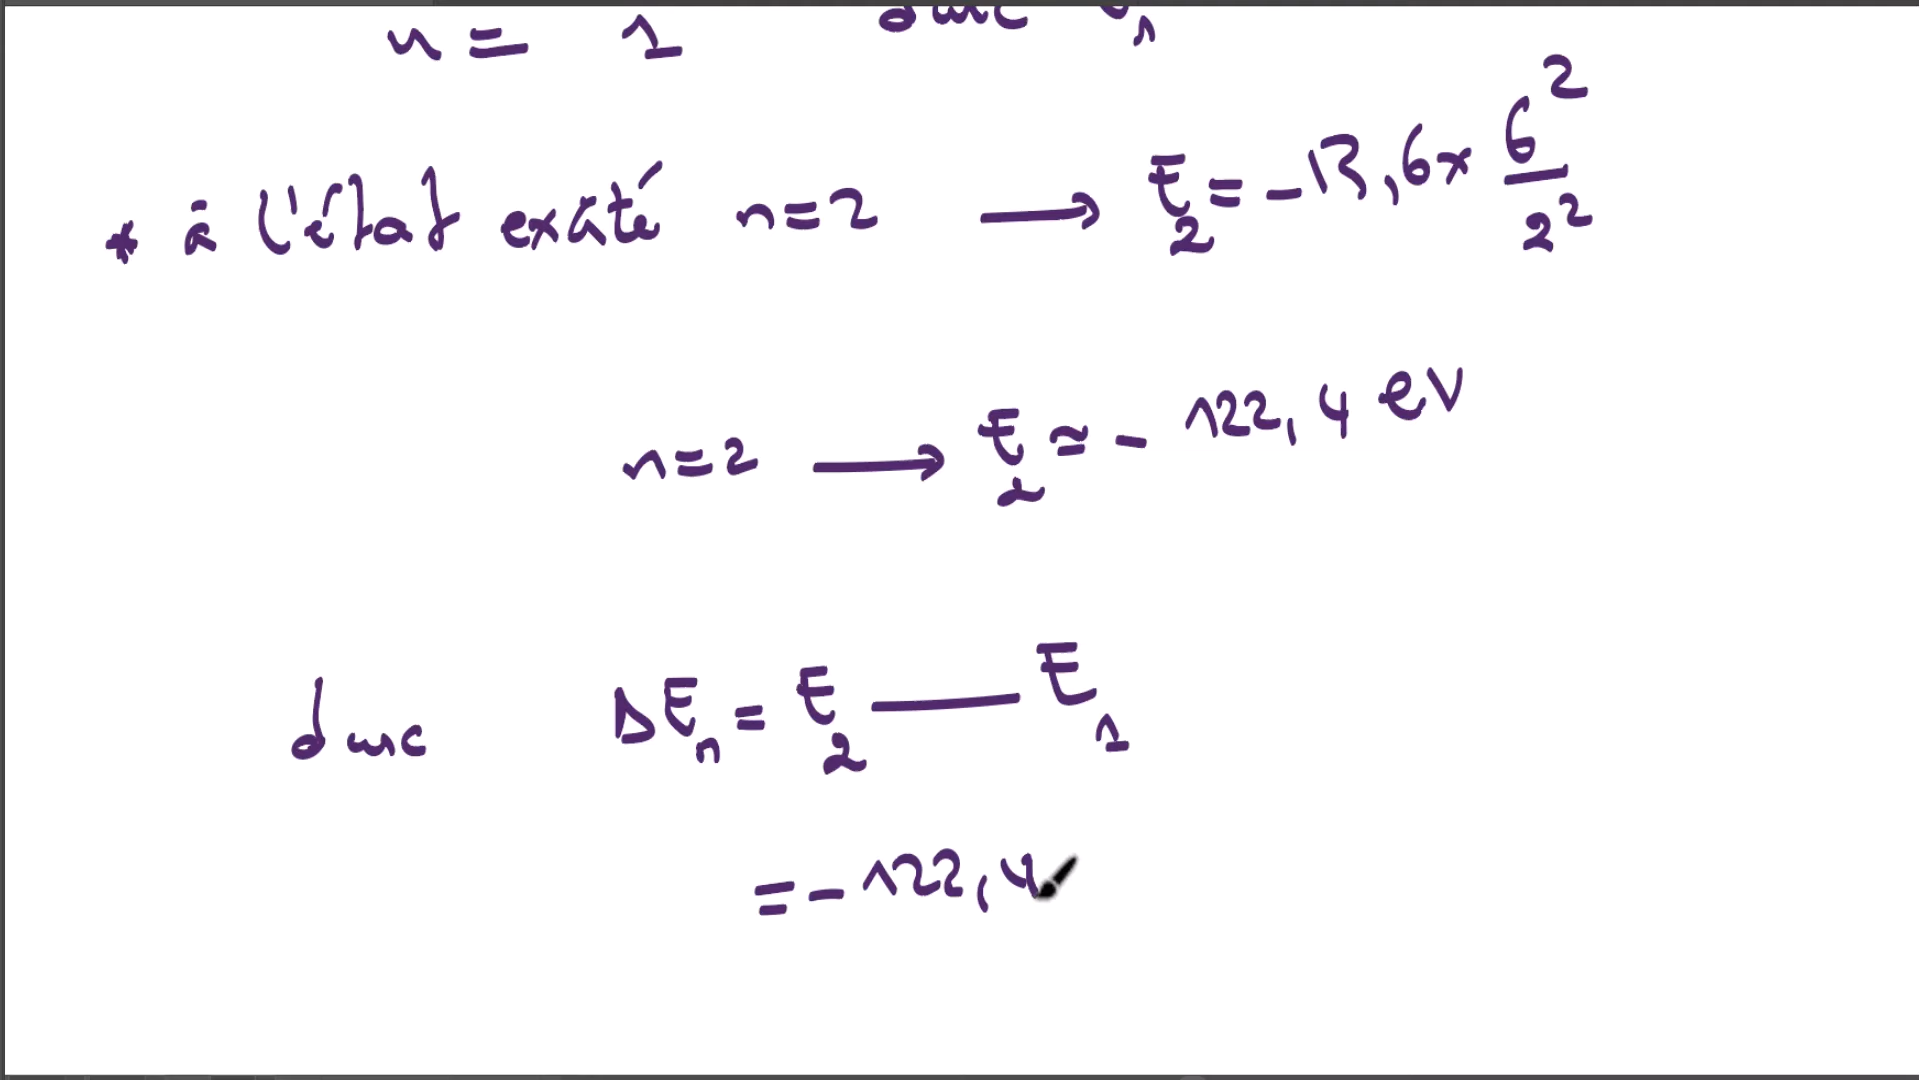 n = 1 donc
* à l'état excité n=2 → E₂ = -13,6 × 6²/2²
n=2 → E₂ = - 122,4 eV
donc ΔEₙ = E₂ — E₁
= - 122,4